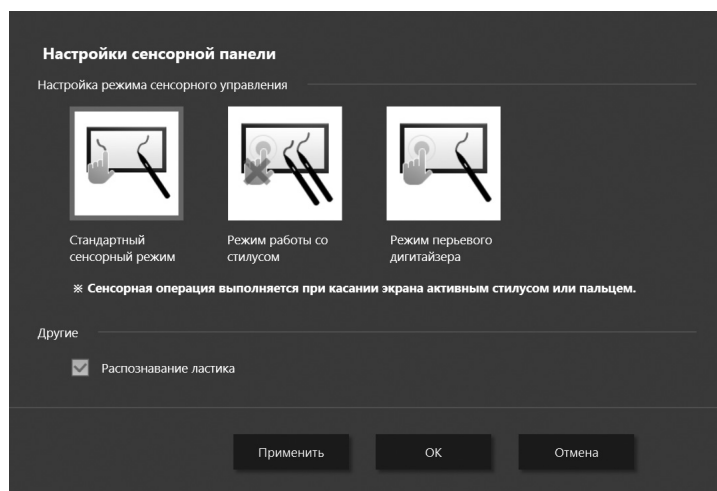 Настройки сенсорной панели
Настройка режима сенсорного управления
Стандартный
сенсорный режим
Режим работы со
стилусом
Режим перьевого
дигитайзера
※ Сенсорная операция выполняется при касании экрана активным стилусом или пальцем.
Другие
Распознавание ластика
Применить
ОК
Отмена